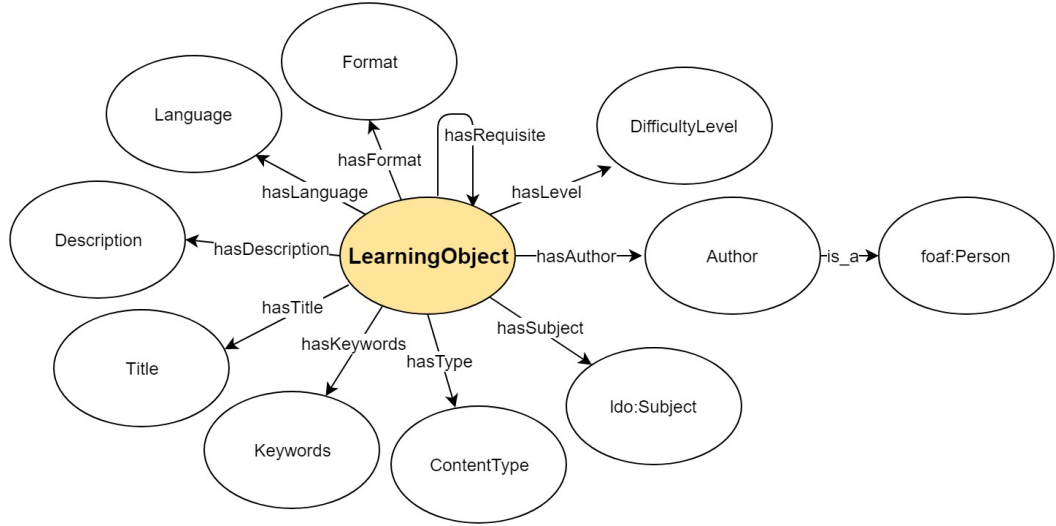 Format
Language
hasRequisite
DifficultyLevel
hasFormat
hasLanguage
hasLevel
Description
hasDescription
LearningObject
hasAuthor
Author
is_a
foaf:Person
hasTitle
hasSubject
hasKeywords
hasType
Title
ldo:Subject
Keywords
ContentType